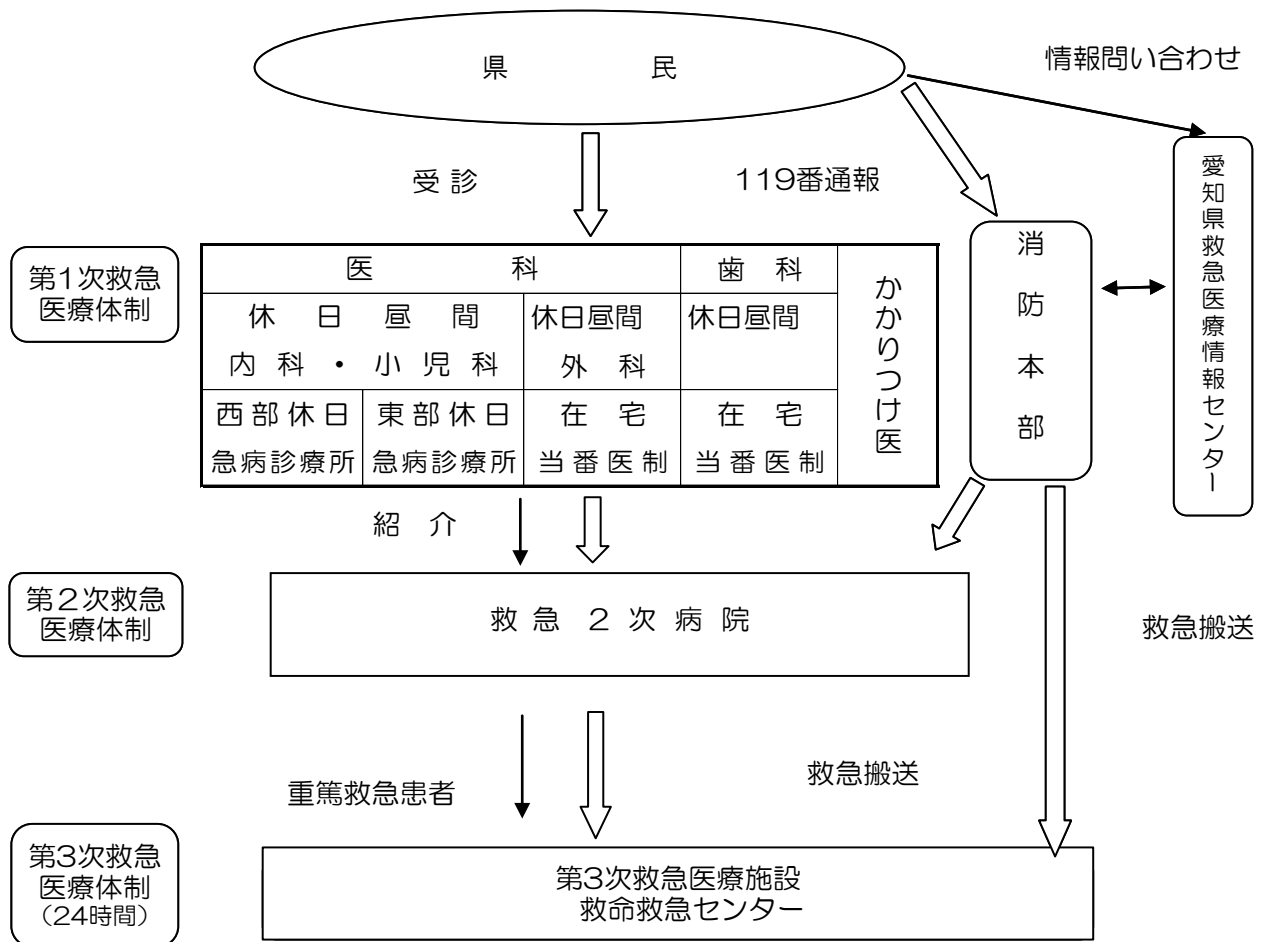 県 民
情報問い合わせ
受 診
119番通報
愛知県救急医療情報センター
消防本部
第1次救急
医療体制
医 科
歯 科
かかりつけ医
休 日 昼 間
内 科 ・ 小 児 科
休日昼間
外 科
休日昼間
西部休日
急病診療所
東部休日
急病診療所
在 宅
当番医制
在 宅
当番医制
紹 介
第2次救急
医療体制
救 急 2 次 病 院
救急搬送
重篤救急患者
救急搬送
第3次救急
医療体制
(24時間)
第3次救急医療施設
救命救急センター